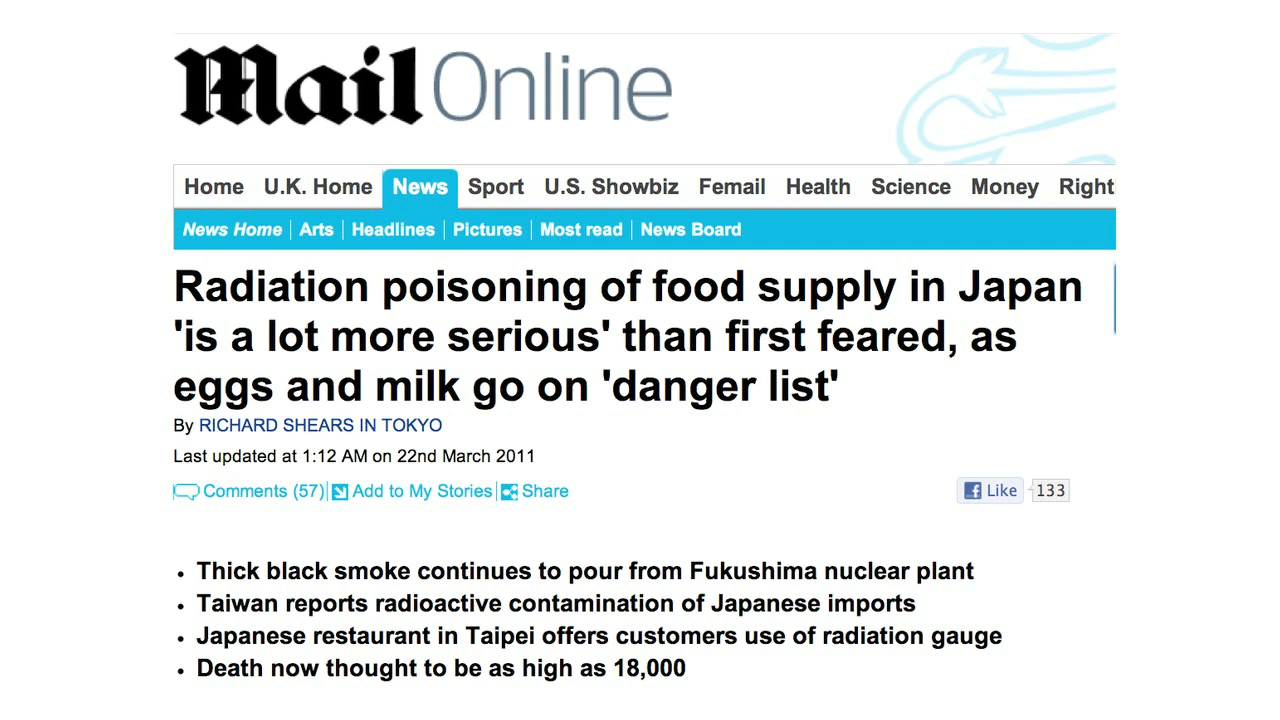 Mail Online
Home U.K. Home News Sport U.S. Showbiz Femail Health Science Money Right
News Home Arts Headlines Pictures Most read News Board
Radiation poisoning of food supply in Japan
'is a lot more serious' than first feared, as
eggs and milk go on 'danger list'
By RICHARD SHEARS IN TOKYO
Last updated at 1:12 AM on 22nd March 2011
Comments (57) Add to My Stories Share Like 133
• Thick black smoke continues to pour from Fukushima nuclear plant
• Taiwan reports radioactive contamination of Japanese imports
• Japanese restaurant in Taipei offers customers use of radiation gauge
• Death now thought to be as high as 18,000